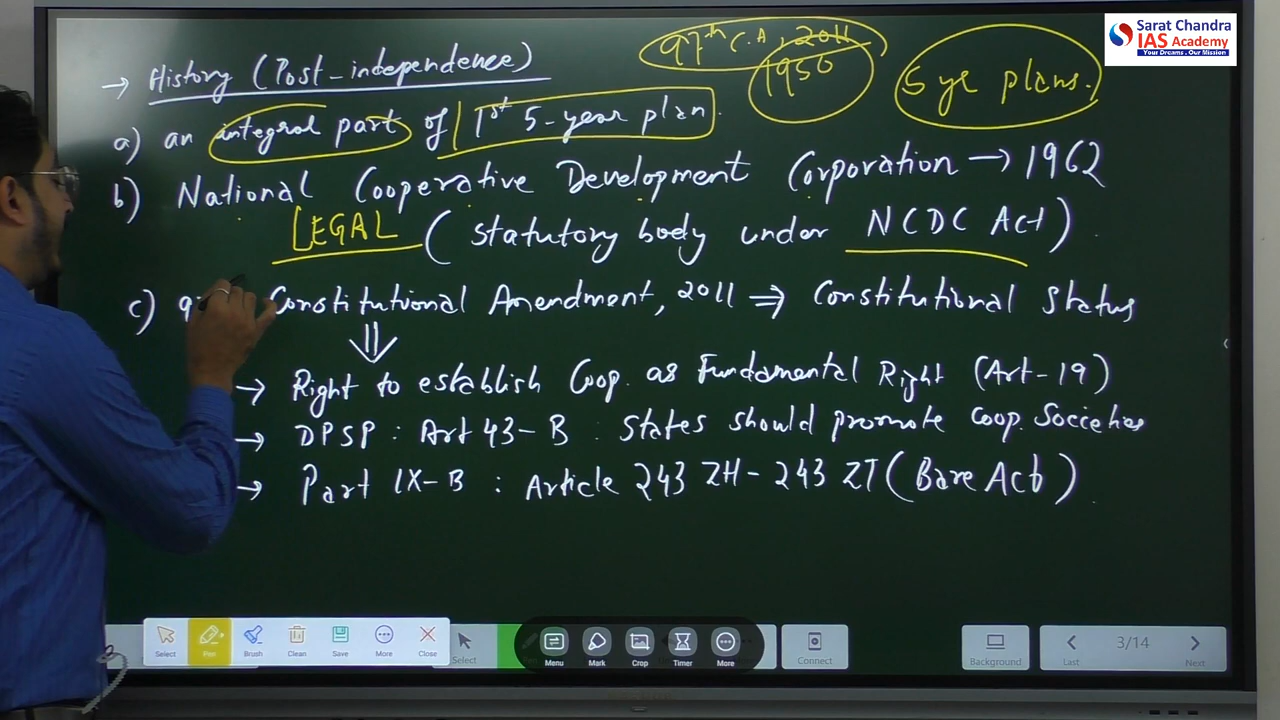 Sarat Chandra
IAS Academy
Your Dreams . Our Mission
97th C.A, 2011
1950
5 ye plans.
→ History (Post-independence)
a) an integral part of 1st 5-year plan.
b) National Cooperative Development Corporation → 1962
LEGAL (statutory body under NCDC Act)
c) Constitutional Amendment, 2011 ⇒ Constitutional Status
⇓
→ Right to establish Coop. as Fundamental Right (Art-19)
→ DPSP : Art 43-B : States should promote Coop. Societies
→ Part IX-B : Article 243 ZH - 243 ZT (Bare Act)
Select Pen Brush Clean Save More Close
Select Menu Mark Crop Timer More Connect Background Last 3/14 Next